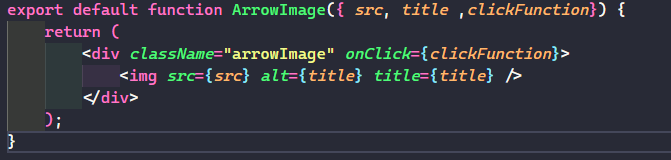 export default function ArrowImage({ src, title ,clickFunction}) {
    return (
        <div className="arrowImage" onClick={clickFunction}>
            <img src={src} alt={title} title={title} />
        </div>
    );
}